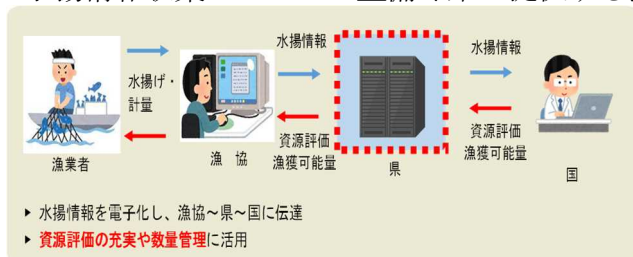 水揚げ・
計量
水揚情報
水揚情報
資源評価
漁獲可能量
資源評価
漁獲可能量
漁業者
漁 協
県
国
▶ 水揚情報を電子化し、漁協～県～国に伝達
▶ 資源評価の充実や数量管理に活用